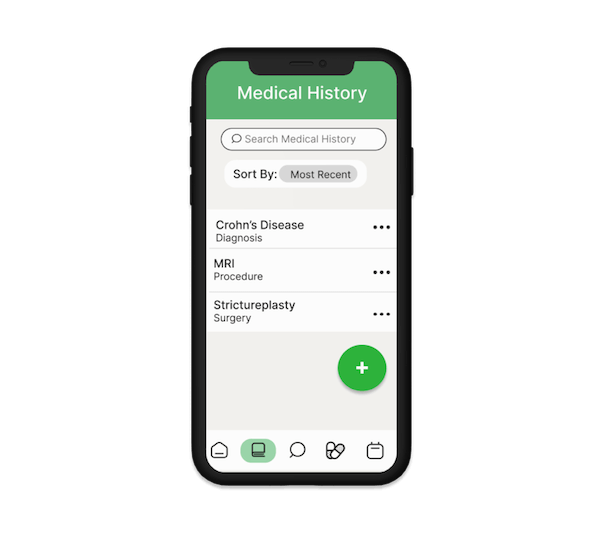 Medical History
Search Medical History
Sort By: Most Recent
Crohn's Disease
Diagnosis
MRI
Procedure
Strictureplasty
Surgery
+